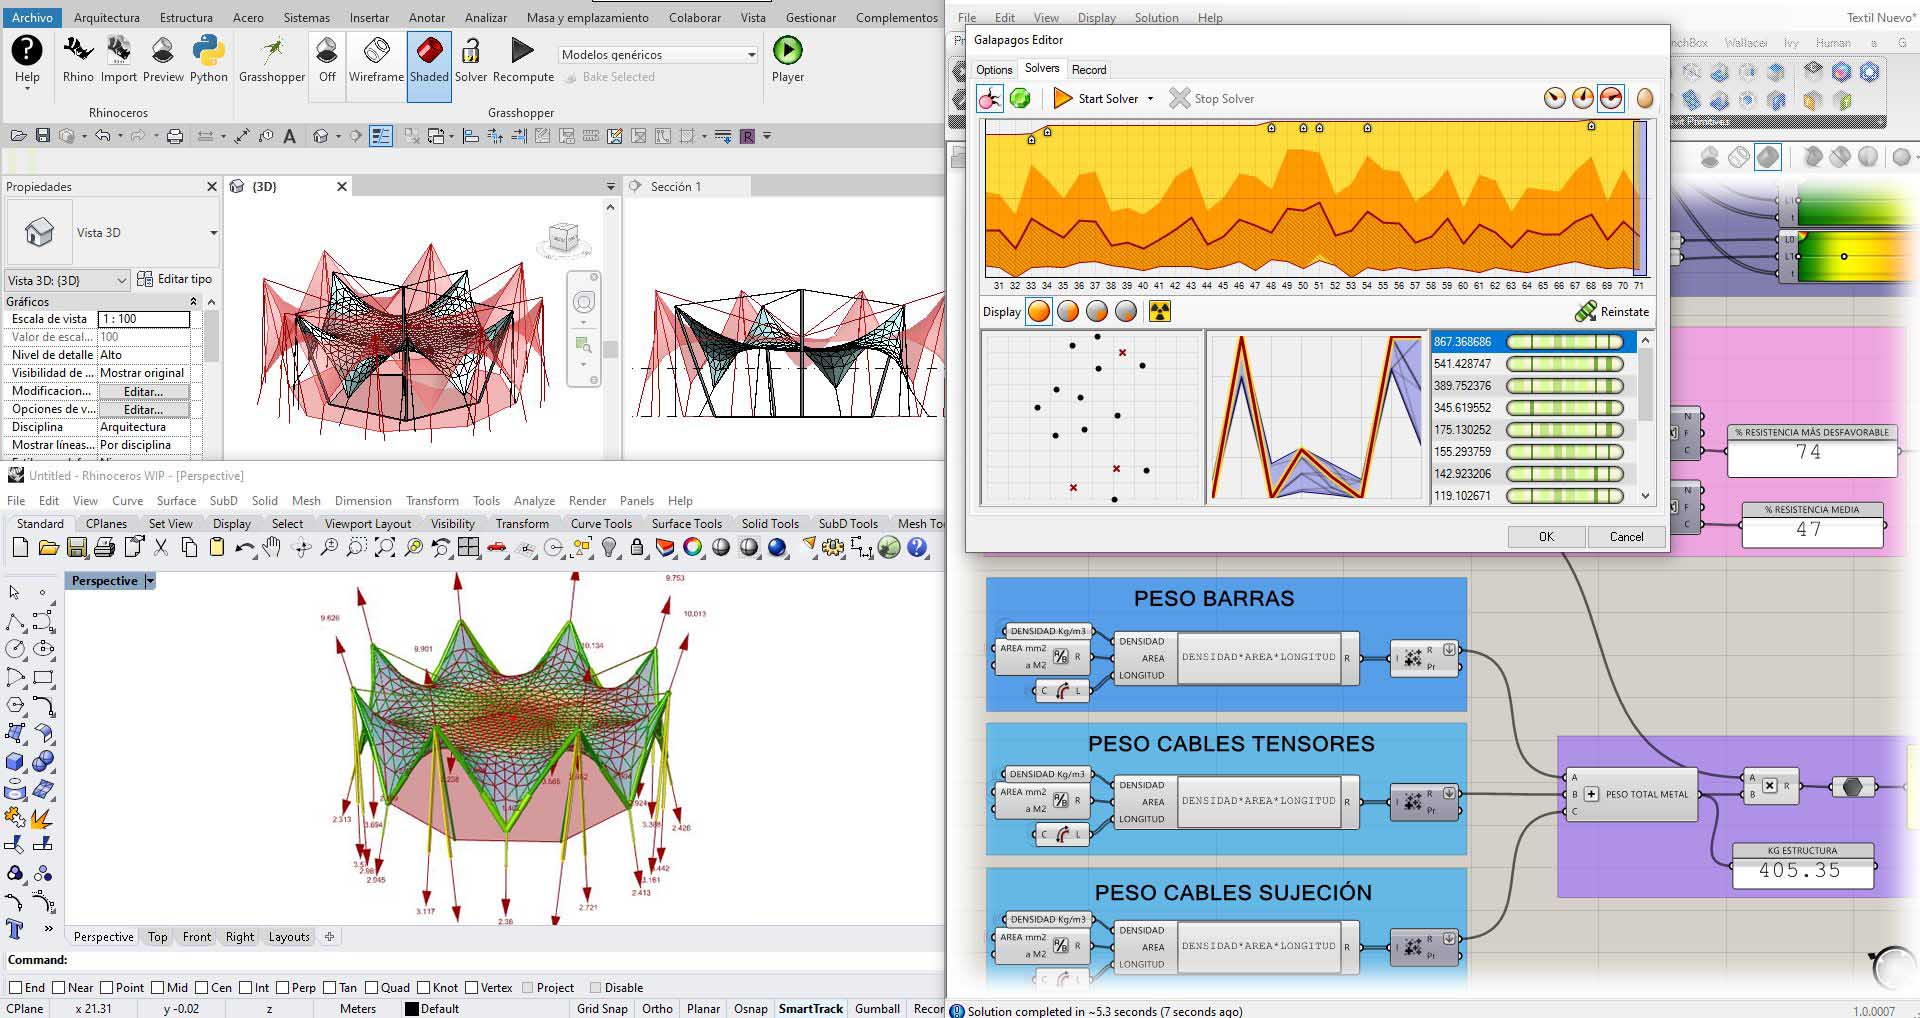 Archivo Arquitectura Estructura Acero Sistemas Insertar Anotar Analizar Masa y emplazamiento Colaborar Vista Gestionar Complementos
Help Rhino Import Preview Python Grasshopper Off Wireframe Shaded Solver Recompute Player
Modelos genéricos
Bake Selected
Rhinoceros Grasshopper
Propiedades
{3D}
Sección 1
Vista 3D
Vista 3D: {3D} Editar tipo
Gráficos
Escala de vista 1 : 100
Valor de escal... 100
Nivel de detalle Alto
Visibilidad de ... Mostrar original
Modificacion... Editar...
Opciones de v... Editar...
Disciplina Arquitectura
Mostrar líneas... Por disciplina
Untitled - Rhinoceros WIP - [Perspective]
File Edit View Curve Surface SubD Solid Mesh Dimension Transform Tools Analyze Render Panels Help
Standard CPlanes Set View Display Select Viewport Layout Visibility Transform Curve Tools Surface Tools Solid Tools SubD Tools Mesh To
Perspective
9.753
9.626
10.013
9.901
10.134
2.313
3.694
2.945
3.117
2.38
2.721
2.413
3.161
2.426
Perspective Top Front Right Layouts
Command:
End Near Point Mid Cen Int Perp Tan Quad Knot Vertex Project Disable
CPlane x 21.31 y -0.02 z Meters Default Grid Snap Ortho Planar Osnap SmartTrack Gumball Recor
File Edit View Display Solution Help
Textil Nuevo*
nchBox Wallacei Ivy Human a G
Galapagos Editor
Options Solvers Record
Start Solver Stop Solver
31 32 33 34 35 36 37 38 39 40 41 42 43 44 45 46 47 48 49 50 51 52 53 54 55 56 57 58 59 60 61 62 63 64 65 66 67 68 69 70 71
Display Reinstate
867.368686
541.428747
389.752376
345.619552
175.130252
155.293759
142.923206
119.102671
OK Cancel
L0
L1
t
N
F
C
% RESISTENCIA MÁS DESFAVORABLE
74
N
F
C
% RESISTENCIA MEDIA
47
PESO BARRAS
DENSIDAD Kg/m3
AREA mm2
a M2
A/B R
C L
DENSIDAD
AREA
LONGITUD
DENSIDAD*AREA*LONGITUD R
I R
Pr
PESO CABLES TENSORES
DENSIDAD Kg/m3
AREA mm2
a M2
A/B R
C L
DENSIDAD
AREA
LONGITUD
DENSIDAD*AREA*LONGITUD R
I R
Pr
PESO CABLES SUJECIÓN
DENSIDAD Kg/m3
AREA mm2
a M2
A/B R
C L
DENSIDAD
AREA
LONGITUD
DENSIDAD*AREA*LONGITUD R
I R
Pr
A
B
C
PESO TOTAL METAL
A
B
R
KG ESTRUCTURA
405.35
Solution completed in ~5.3 seconds (7 seconds ago)
1.0.0007